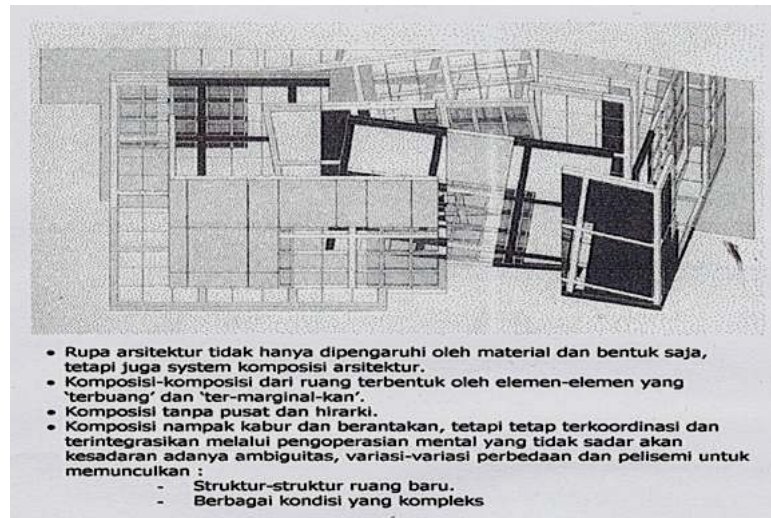 • Rupa arsitektur tidak hanya dipengaruhi oleh material dan bentuk saja,
tetapi juga system komposisi arsitektur.
• Komposisi-komposisi dari ruang terbentuk oleh elemen-elemen yang
‘terbuang’ dan ‘ter-marginal-kan’.
• Komposisi tanpa pusat dan hirarki.
• Komposisi nampak kabur dan berantakan, tetapi tetap terkoordinasi dan
terintegrasikan melalui pengoperasian mental yang tidak sadar akan
kesadaran adanya ambiguitas, variasi-variasi perbedaan dan pelisemi untuk
memunculkan :
- Struktur-struktur ruang baru.
- Berbagai kondisi yang kompleks